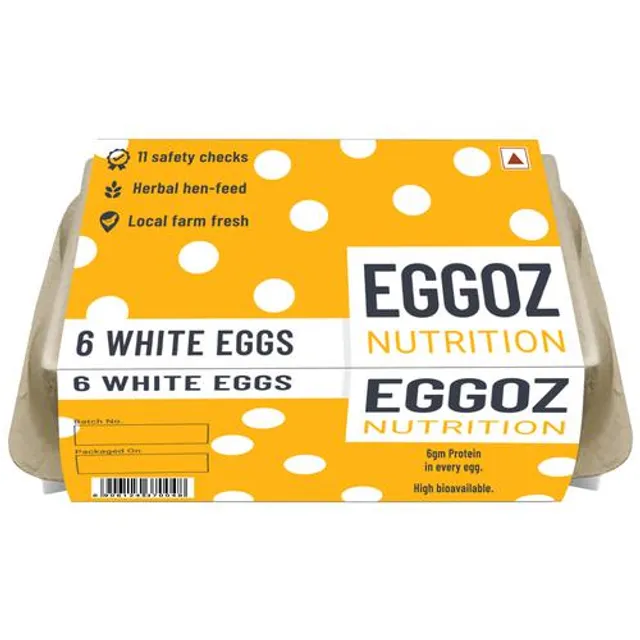 11 safety checks
Herbal hen-feed
Local farm fresh
EGGOZ
NUTRITION
6 WHITE EGGS
6 WHITE EGGS
EGGOZ
NUTRITION
Batch No.
Packaged On
6gm Protein
in every egg.
High bioavailable.